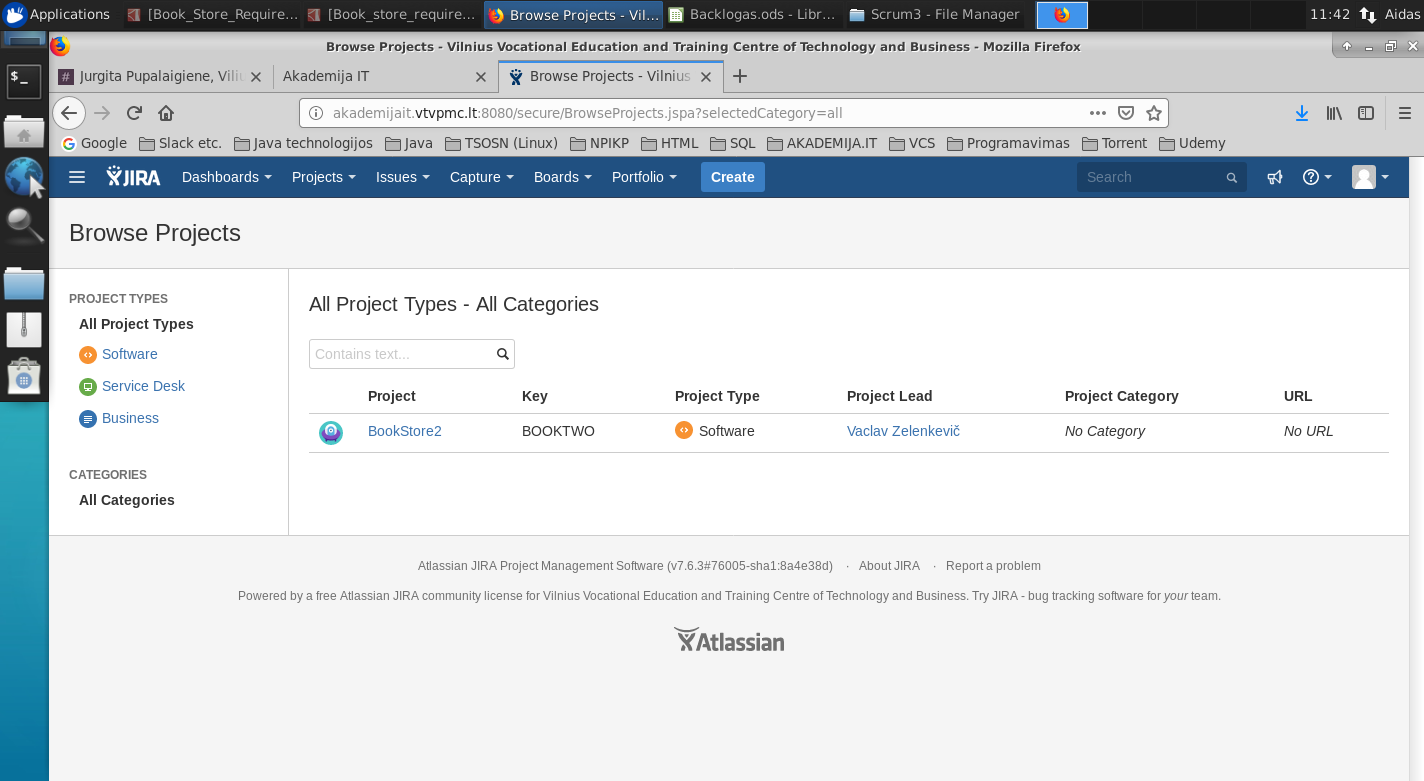 Applications [Book_Store_Require... [Book_store_require... Browse Projects - Vil... Backlogas.ods - Libr... Scrum3 - File Manager 11:42 Aidas
Browse Projects - Vilnius Vocational Education and Training Centre of Technology and Business - Mozilla Firefox
Jurgita Pupalaigiene, Akademija IT Browse Projects - Vilnius
akademijait.vtvpmc.lt:8080/secure/BrowseProjects.jspa?selectedCategory=all
Google Slack etc. Java technologijos Java TSOSN (Linux) NPIKP HTML SQL AKADEMIJA.IT VCS Programavimas Torrent Udemy
JIRA Dashboards Projects Issues Capture Boards Portfolio Create Search
Browse Projects
PROJECT TYPES
All Project Types
Software
Service Desk
Business
CATEGORIES
All Categories
All Project Types - All Categories
Contains text...
Project Key Project Type Project Lead Project Category URL
BookStore2 BOOKTWO Software Vaclav Zelenkevič No Category No URL
Atlassian JIRA Project Management Software (v7.6.3#76005-sha1:8a4e38d) · About JIRA · Report a problem
Powered by a free Atlassian JIRA community license for Vilnius Vocational Education and Training Centre of Technology and Business. Try JIRA - bug tracking software for your team.
Atlassian